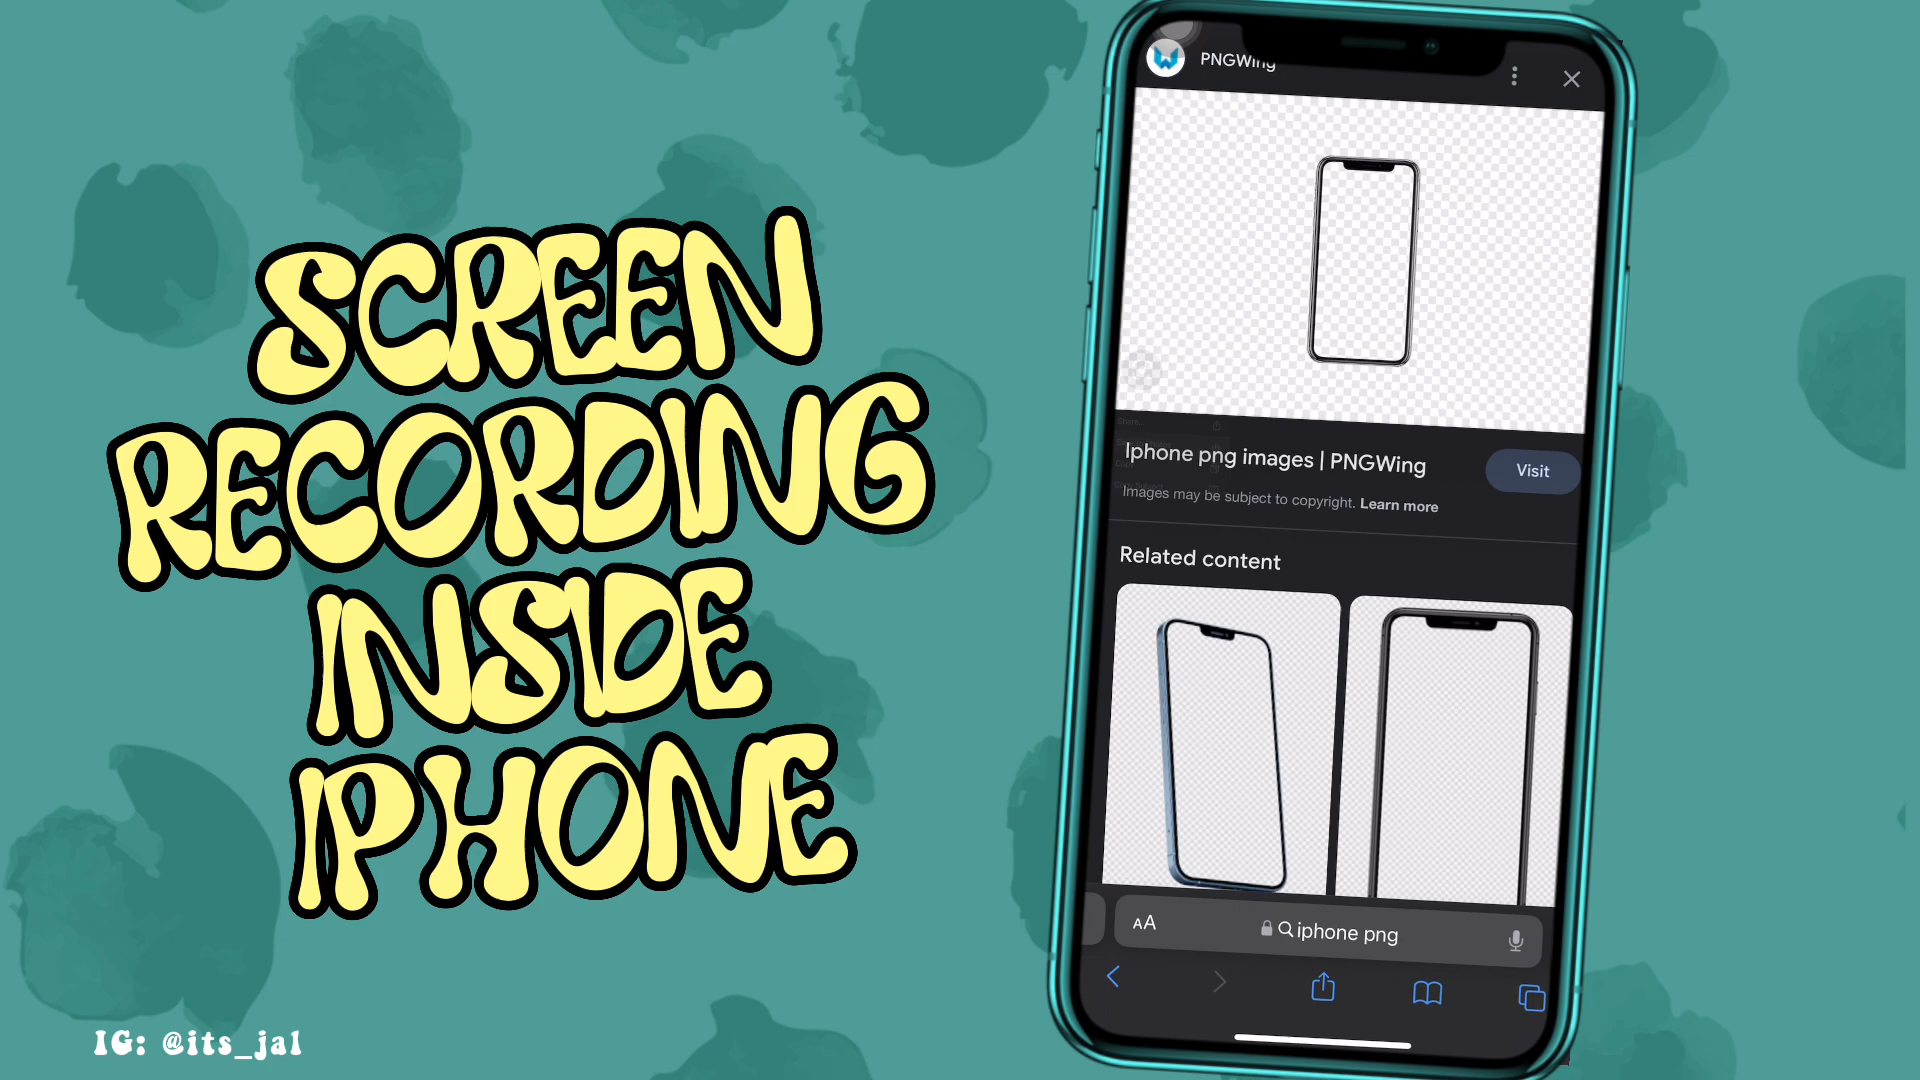 SCREEN
RECORDING
INSIDE
IPHONE
IG: @its_jal
PNGWing
Iphone png images | PNGWing
Visit
Images may be subject to copyright. Learn more
Related content
AA
iphone png